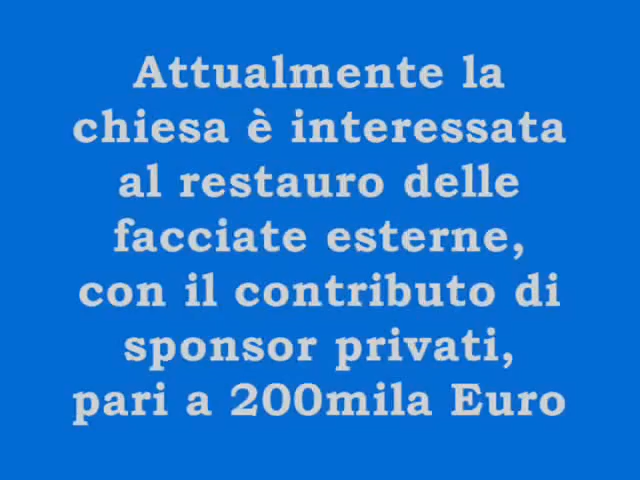 Attualmente la
chiesa è interessata
al restauro delle
facciate esterne,
con il contributo di
sponsor privati,
pari a 200mila Euro